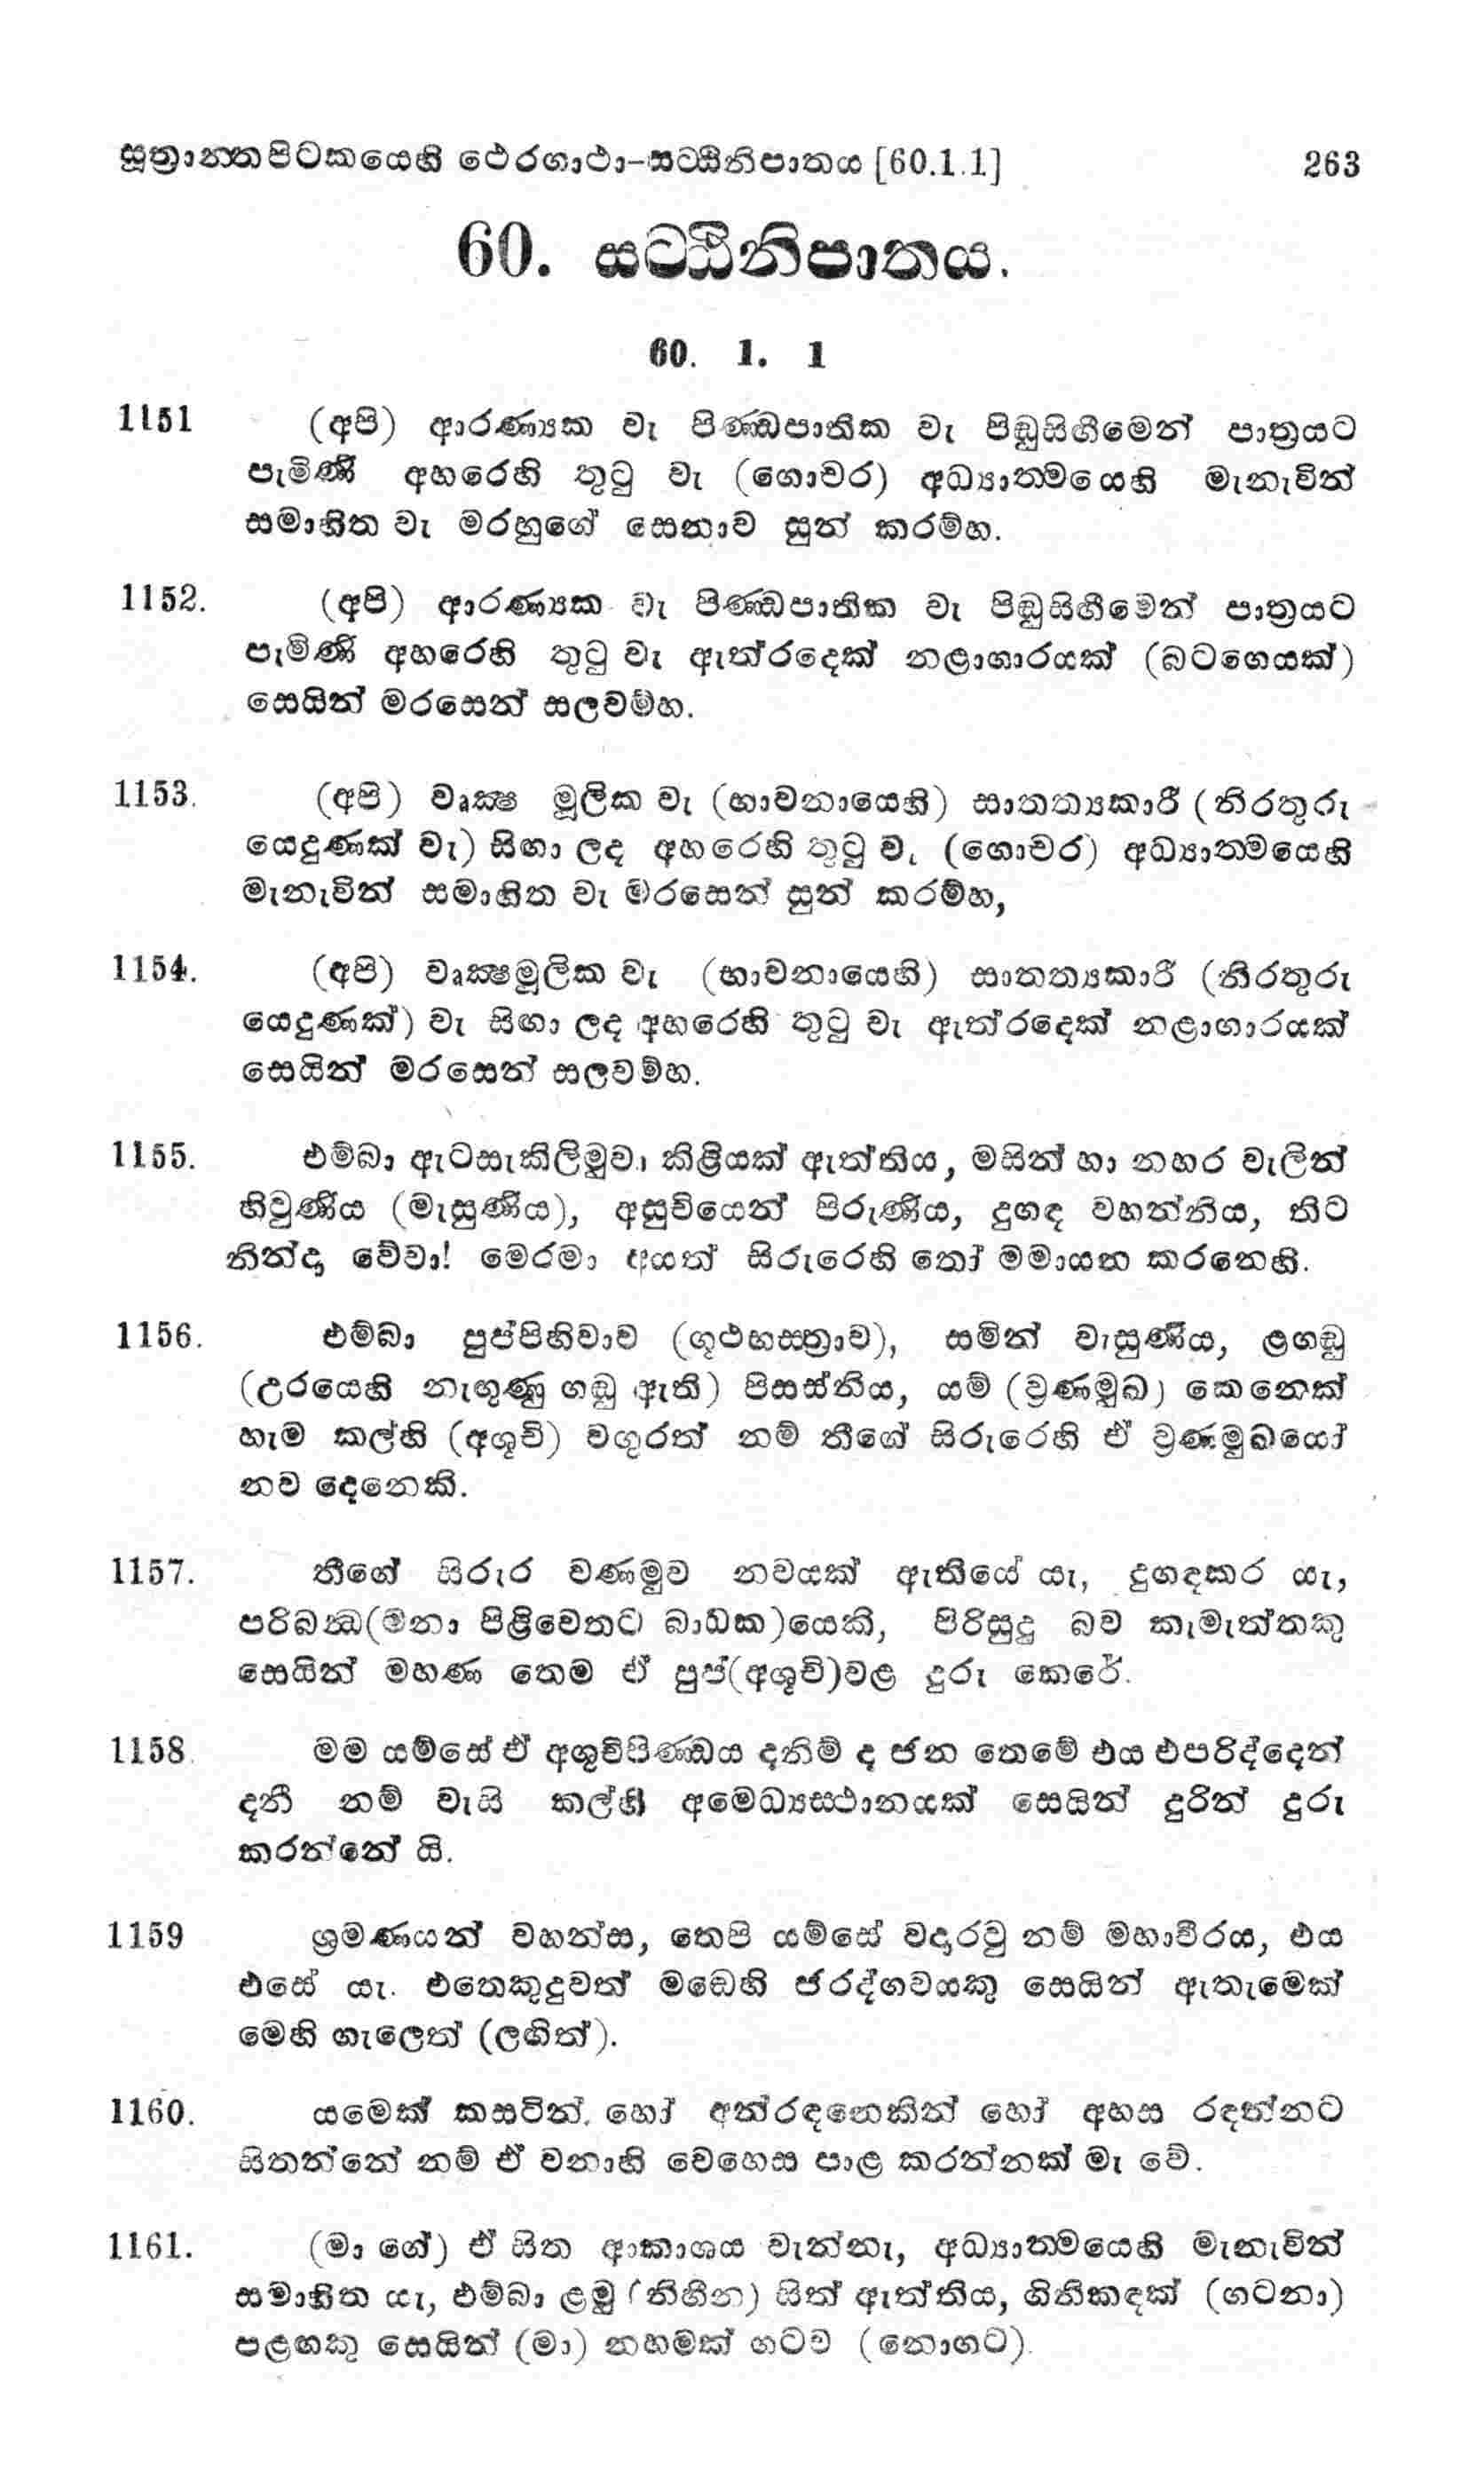 සූත්‍රාන්තපිටකයෙහි ථෙරගාථා-සට්ඨිනිපාතය [60.1.1] 263
60. සට්ඨිනිපාතය.
60. 1. 1
1151 (අපි) ආරණ්‍යක වැ පිණ්ඩපාතික වැ පිඬුසිඟීමෙන් පාත්‍රයට
පැමිණි අහරෙහි තුටු වැ (ගොචර) අධ්‍යාත්මයෙහි මැනැවින්
සමාහිත වැ මරහුගේ සෙනාව සුන් කරම්හ.
1152. (අපි) ආරණ්‍යක වැ පිණ්ඩපාතික වැ පිඬුසිඟීමෙන් පාත්‍රයට
පැමිණි අහරෙහි තුටු වැ ඇත්රදෙක් නළාගාරයක් (බටගෙයක්)
සෙයින් මරසෙන් සලවම්හ.
1153. (අපි) වෘක්‍ෂ මූලික වැ (භාවනායෙහි) සාතත්‍යකාරී (නිරතුරු
යෙදුණක් වැ) සිඟා ලද අහරෙහි තුටු වැ (ගොචර) අධ්‍යාත්මයෙහි
මැනැවින් සමාහිත වැ මරසෙන් සුන් කරම්හ,
1154. (අපි) වෘක්‍ෂමූලික වැ (භාවනායෙහි) සාතත්‍යකාරී (නිරතුරු
යෙදුණක්) වැ සිඟා ලද අහරෙහි තුටු වැ ඇත්රදෙක් නළාගාරයක්
සෙයින් මරසෙන් සලවම්හ.
1155. එම්බා ඇටසැකිලිමුවා කිළියක් ඇත්තිය, මසින් හා නහර වැලින්
හිවුණිය (මැසුණිය), අසුචියෙන් පිරුණිය, දුගඳ වහන්නිය, තිට
නින්දා වේවා! මෙරමා අයත් සිරුරෙහි තෝ මමායන කරනෙහි.
1156. එම්බා පුප්පිහිවාව (ගූථභස්ත්‍රාව), සමින් වැසුණිය, ළගඬු
(උරයෙහි නැඟුණු ගඬු ඇති) පිසස්නිය, යම් (ව්‍රණමුඛ) කෙනෙක්
හැම කල්හි (අශුචි) වගුරත් නම් තීගේ සිරුරෙහි ඒ ව්‍රණමුඛයෝ
නව දෙනෙකි.
1157. තීගේ සිරුර වණමුව නවයක් ඇතියේ යැ, දුගඳකර යැ,
පරිබන්‍ධ(මනා පිළිවෙතට බාධක)යෙකි, පිරිසුදු බව කැමැත්තකු
සෙයින් මහණ තෙම ඒ පුප්(අශුචි)වළ දුරු කෙරේ.
1158. මම යම්සේ ඒ අශුචිපිණ්ඩය දනිම් ද ජන තෙමේ එය එපරිද්දෙන්
දනී නම් වැසි කල්හි අමෙධ්‍යස්ථානයක් සෙයින් දුරින් දුරු
කරන්නේ යි.
1159 ශ්‍රමණයන් වහන්ස, තෙපි යම්සේ වදාරවු නම් මහාවීරය, එය
එසේ යැ. එතෙකුදුවත් මඬෙහි ජරද්ගවයකු සෙයින් ඇතැමෙක්
මෙහි ගැලෙත් (ලගිත්).
1160. යමෙක් කසටින් හෝ අන්රඳනෙකින් හෝ අහස රඳන්නට
සිතන්නේ නම් ඒ වනාහි වෙහෙස පාළ කරන්නක් මැ වේ.
1161. (මා ගේ) ඒ සිත ආකාශය වැන්නැ, අධ්‍යාත්මයෙහි මැනැවින්
සමාහිත යැ, එම්බා ළමු (නිහීන) සිත් ඇත්තිය, ගිනිකඳක් (ගටනා)
පළඟකු සෙයින් (මා) නහමක් ගටව (නොගට).